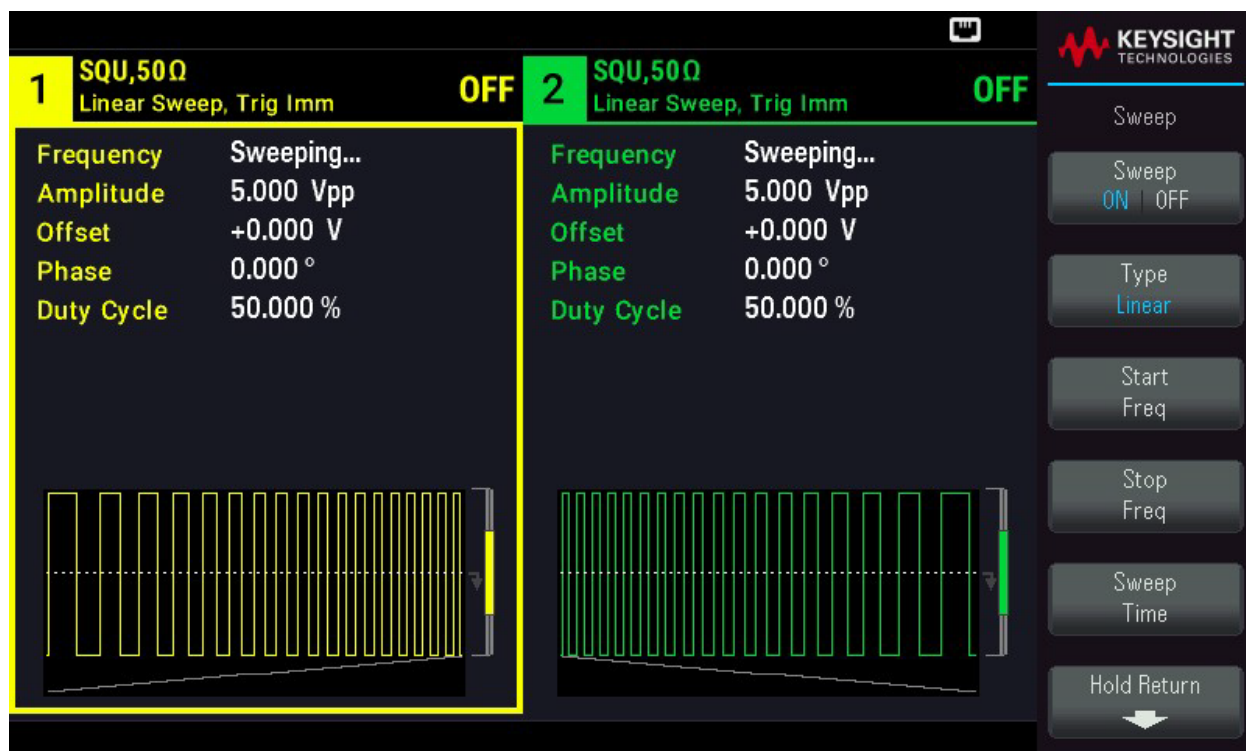 KEYSIGHT
TECHNOLOGIES
1
SQU,50Ω
Linear Sweep, Trig Imm
OFF
Frequency Sweeping...
Amplitude 5.000 Vpp
Offset +0.000 V
Phase 0.000 °
Duty Cycle 50.000 %
2
SQU,50Ω
Linear Sweep, Trig Imm
OFF
Frequency Sweeping...
Amplitude 5.000 Vpp
Offset +0.000 V
Phase 0.000 °
Duty Cycle 50.000 %
Sweep
Sweep
ON | OFF
Type
Linear
Start
Freq
Stop
Freq
Sweep
Time
Hold Return